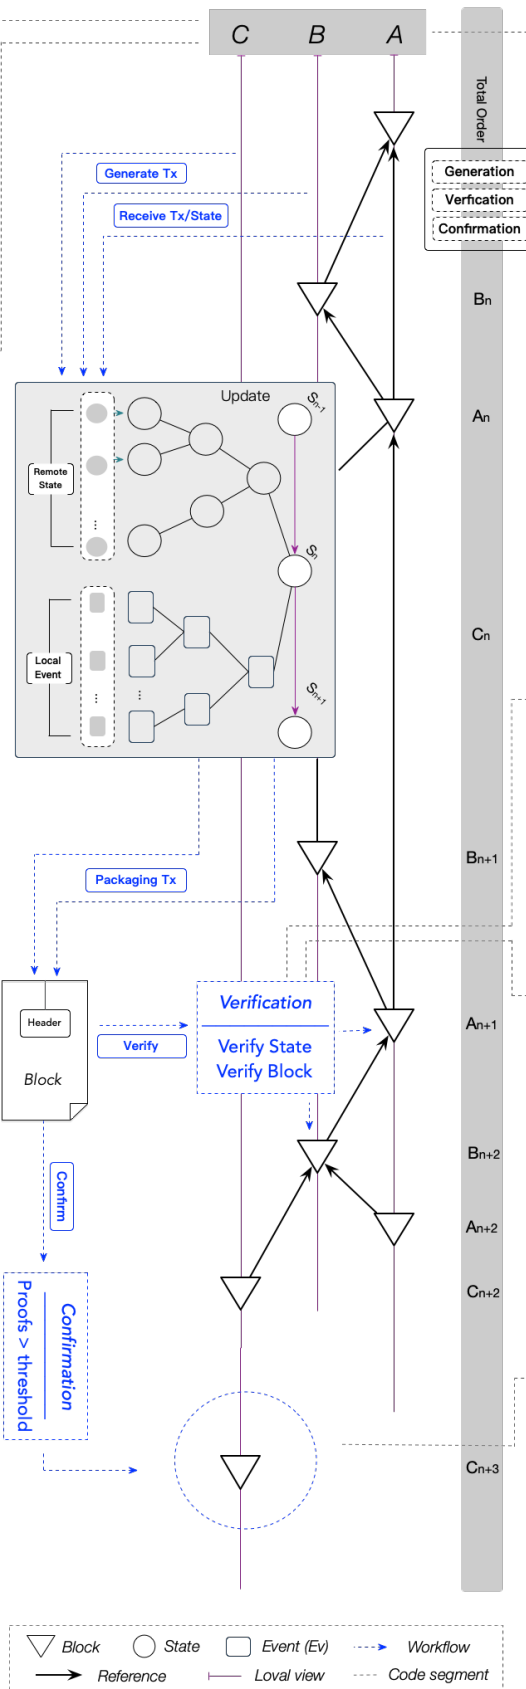 C B A
Total Order
Generate Tx
Generation
Receive Tx/State
Verfication
Confirmation
Bn
Update
Sn-1
An
Remote
State
...
Sn
Cn
Local
Event
...
...
Sn+1
Bn+1
Packaging Tx
Header
Block
Verify
Verification
Verify State
Verify Block
An+1
Bn+2
Confirm
An+2
Cn+2
Confirmation
Proofs > threshold
Cn+3
Block State Event (Ev) Workflow
Reference Loval view Code segment